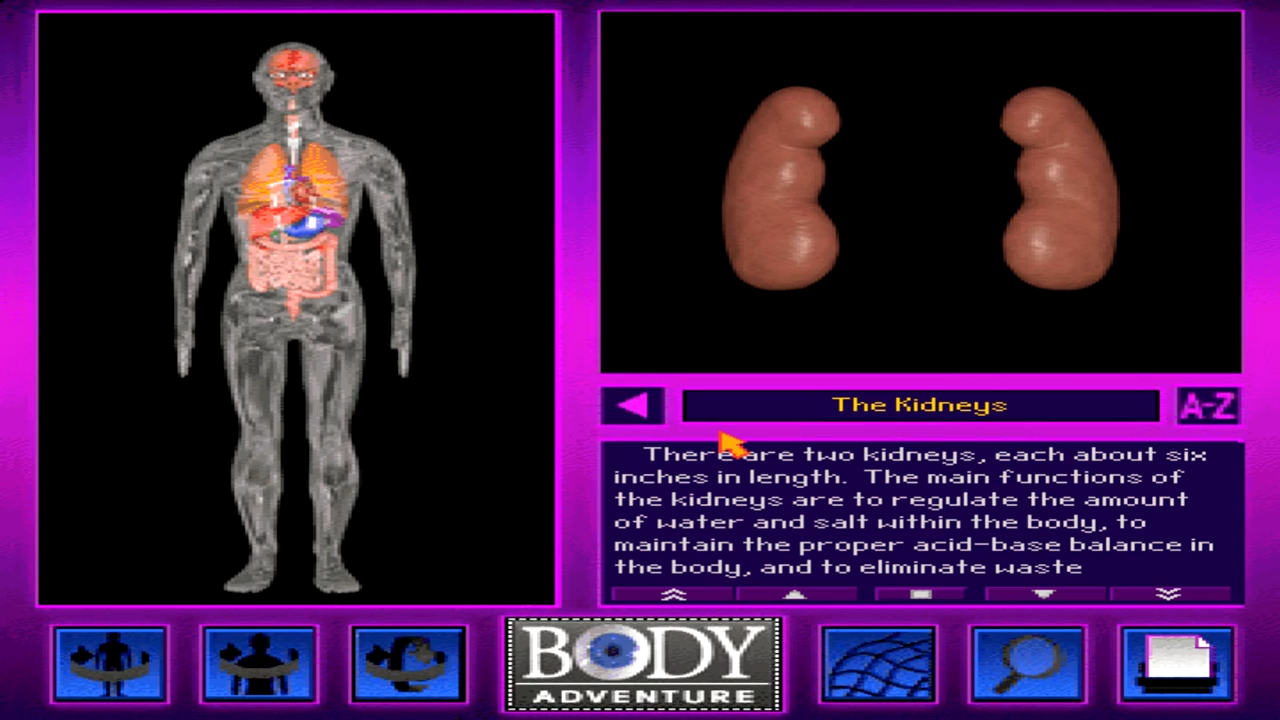 The Kidneys
A-Z
There are two kidneys, each about six
inches in length. The main functions of
the kidneys are to regulate the amount
of water and salt within the body, to
maintain the proper acid-base balance in
the body, and to eliminate waste
BODY
ADVENTURE